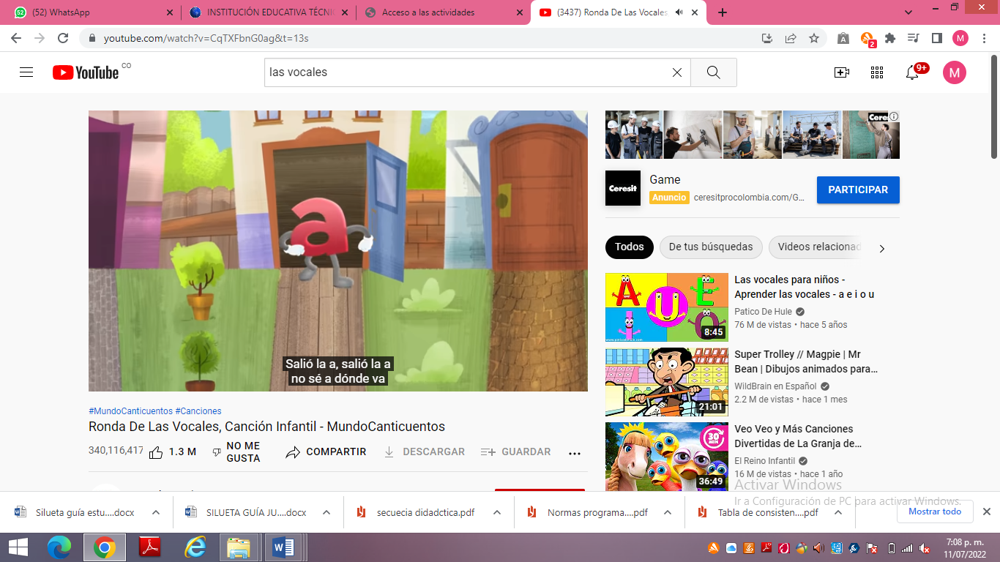 (52) WhatsApp
INSTITUCIÓN EDUCATIVA TÉCNIC
Acceso a las actividades
(3437) Ronda De Las Vocales,
youtube.com/watch?v=CqTXFbnG0ag&t=13s
2
M
YouTube CO
las vocales
9+
M
a
Salió la a, salió la a
no sé a dónde va
#MundoCanticuentos #Canciones
Ronda De Las Vocales, Canción Infantil - MundoCanticuentos
340,116,417
1.3 M
NO ME
GUSTA
COMPARTIR
DESCARGAR
GUARDAR
Ceresit
Game
Anuncio ceresitprocolombia.com/G...
PARTICIPAR
Todos
De tus búsquedas
Videos relacionad
A E U I O
8:45
Las vocales para niños -
Aprender las vocales - a e i o u
Patico De Hule
76 M de vistas • hace 5 años
21:01
Super Trolley // Magpie | Mr
Bean | Dibujos animados para...
WildBrain en Español
2.2 M de vistas • hace 1 mes
30 MIN
36:49
Veo Veo y Más Canciones
Divertidas de La Granja de...
El Reino Infantil
16 M de vistas • hace 1 año
Activar Windows
Ir a Configuración de PC para activar Windows.
Silueta guía estu....docx
SILUETA GUÍA JU....docx
secuecia didadctica.pdf
Normas programa....pdf
Tabla de consisten....pdf
Mostrar todo
7:08 p. m.
11/07/2022